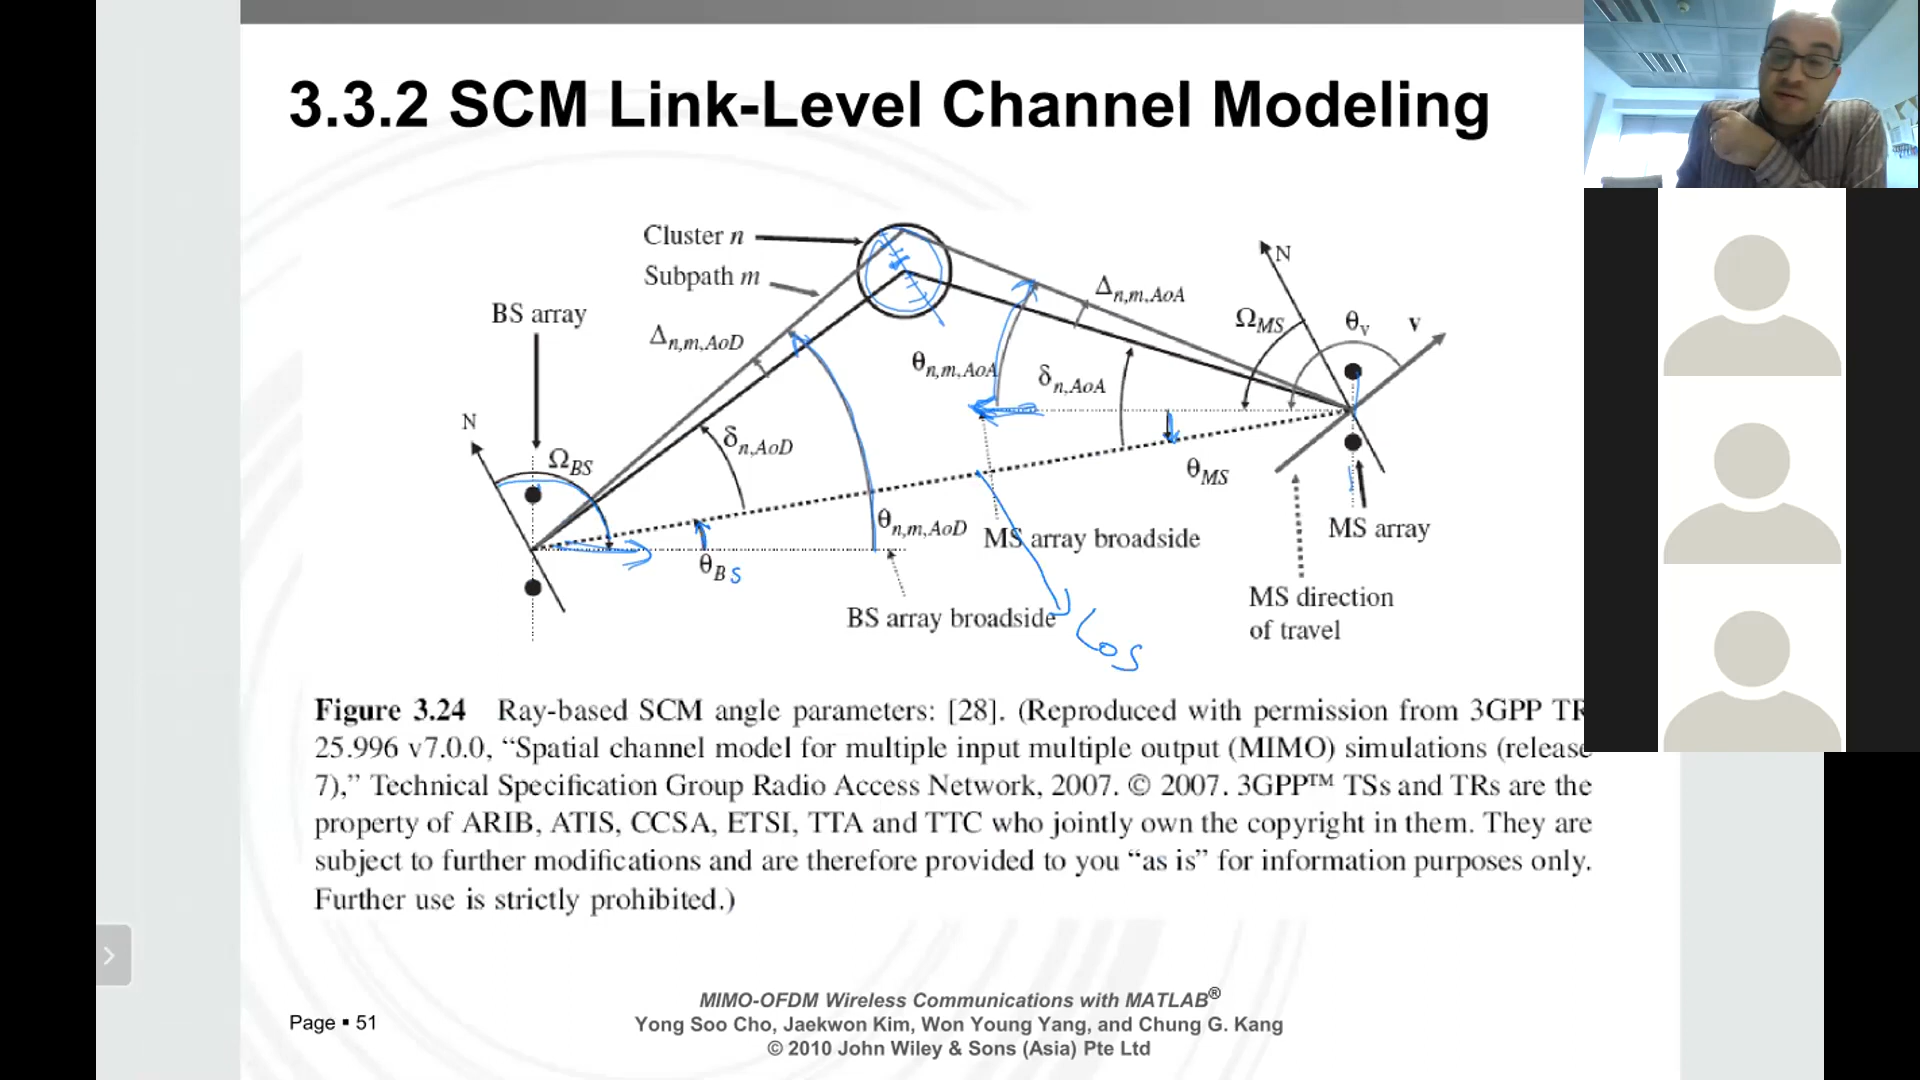 3.3.2 SCM Link-Level Channel Modeling
Cluster n
Subpath m
BS array
Δn,m,AoD
Δn,m,AoA
N
ΩMS
θv
v
θn,m,AoA
δn,AoA
N
ΩBS
δn,AoD
θMS
θn,m,AoD
MS array broadside
MS array
θBS
BS array broadside
MS direction
of travel
LOS
Figure 3.24 Ray-based SCM angle parameters: [28]. (Reproduced with permission from 3GPP TR
25.996 v7.0.0, “Spatial channel model for multiple input multiple output (MIMO) simulations (release
7),” Technical Specification Group Radio Access Network, 2007. © 2007. 3GPP™ TSs and TRs are the
property of ARIB, ATIS, CCSA, ETSI, TTA and TTC who jointly own the copyright in them. They are
subject to further modifications and are therefore provided to you “as is” for information purposes only.
Further use is strictly prohibited.)
MIMO-OFDM Wireless Communications with MATLAB®
Page ▪ 51
Yong Soo Cho, Jaekwon Kim, Won Young Yang, and Chung G. Kang
© 2010 John Wiley & Sons (Asia) Pte Ltd